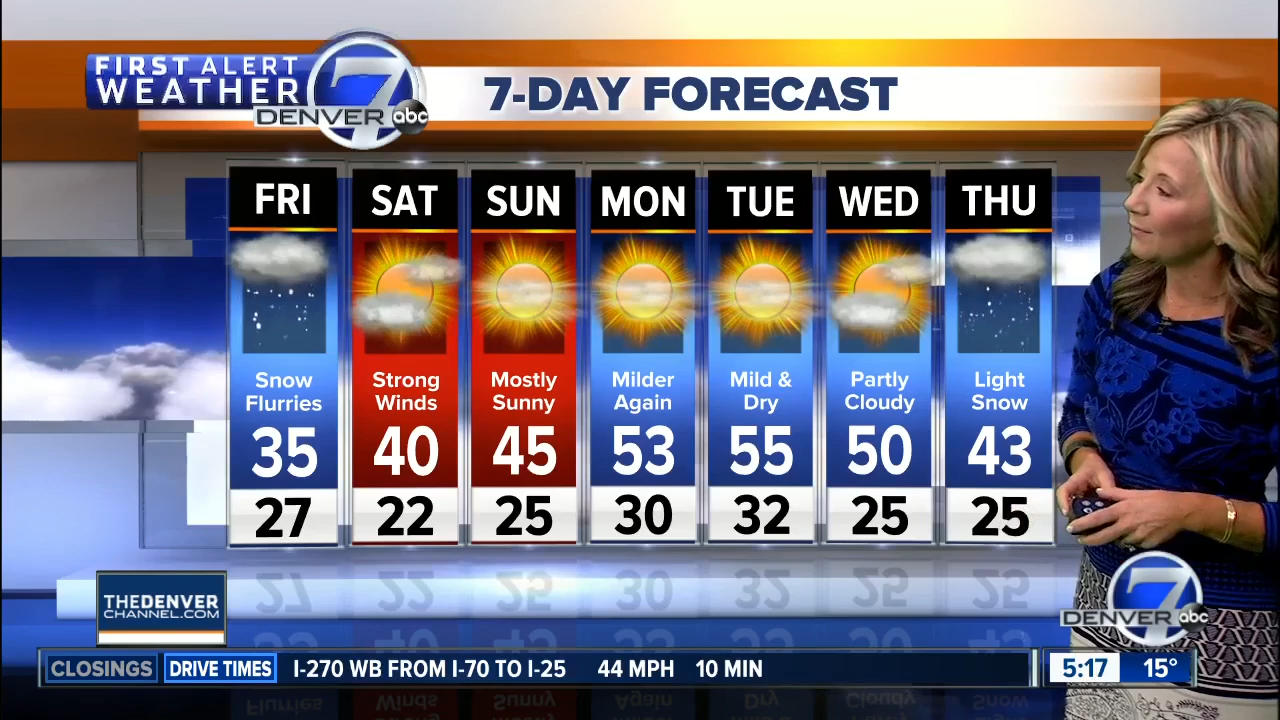 FIRST ALERT
WEATHER
7
DENVER abc
7-DAY FORECAST
FRI SAT SUN MON TUE WED THU
Snow Flurries
Strong Winds
Mostly Sunny
Milder Again
Mild & Dry
Partly Cloudy
Light Snow
35 40 45 53 55 50 43
27 22 25 30 32 25 25
THEDENVER
CHANNEL.COM
7
DENVER abc
CLOSINGS DRIVE TIMES I-270 WB FROM I-70 TO I-25 44 MPH 10 MIN
5:17 15°